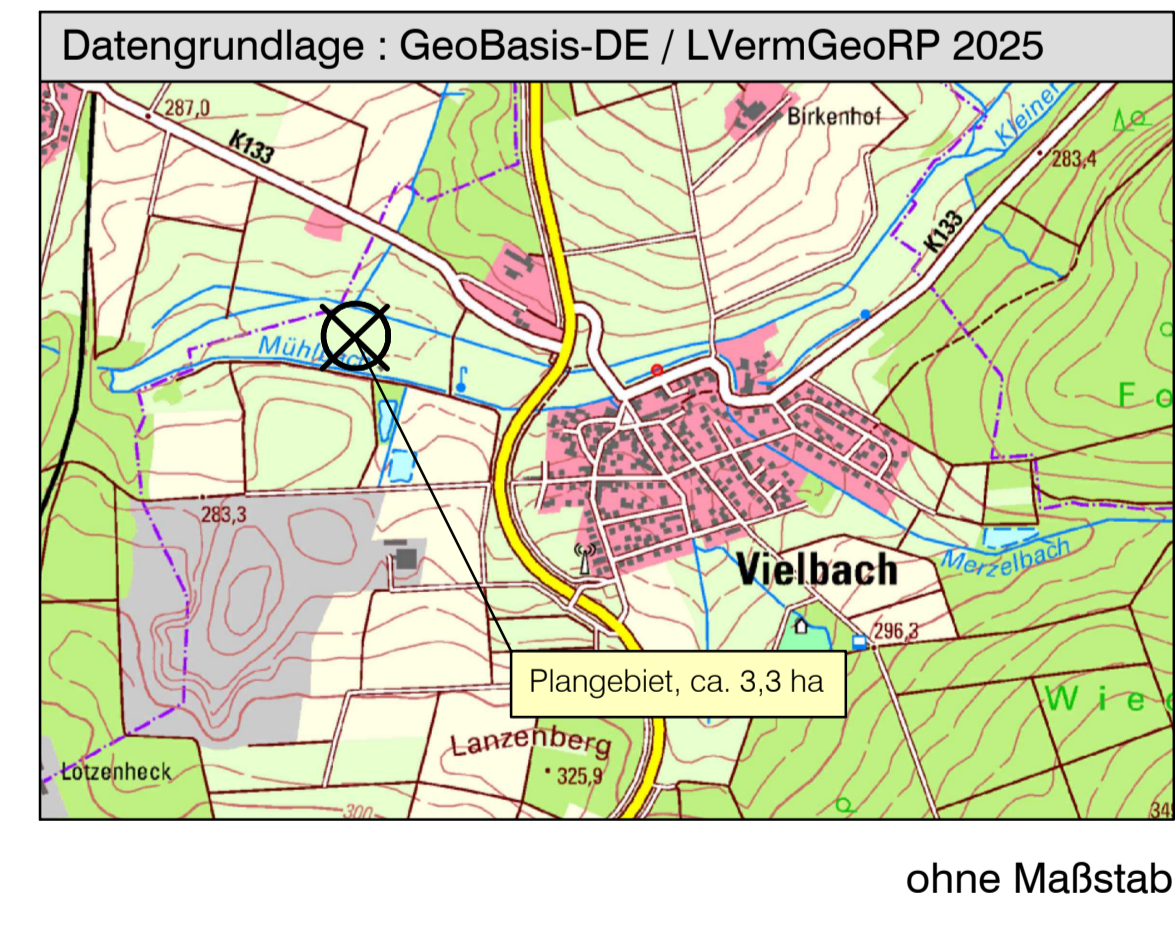 Datengrundlage : GeoBasis-DE / LVermGeoRP 2025
287,0
K133
Birkenhof
Kleiner
283,4
K133
Mühlbach
F o
283,3
Vielbach
Merzelbach
296,3
Plangebiet, ca. 3,3 ha
W i e
Lanzenberg
325,9
Lotzenheck
300
34
ohne Maßstab